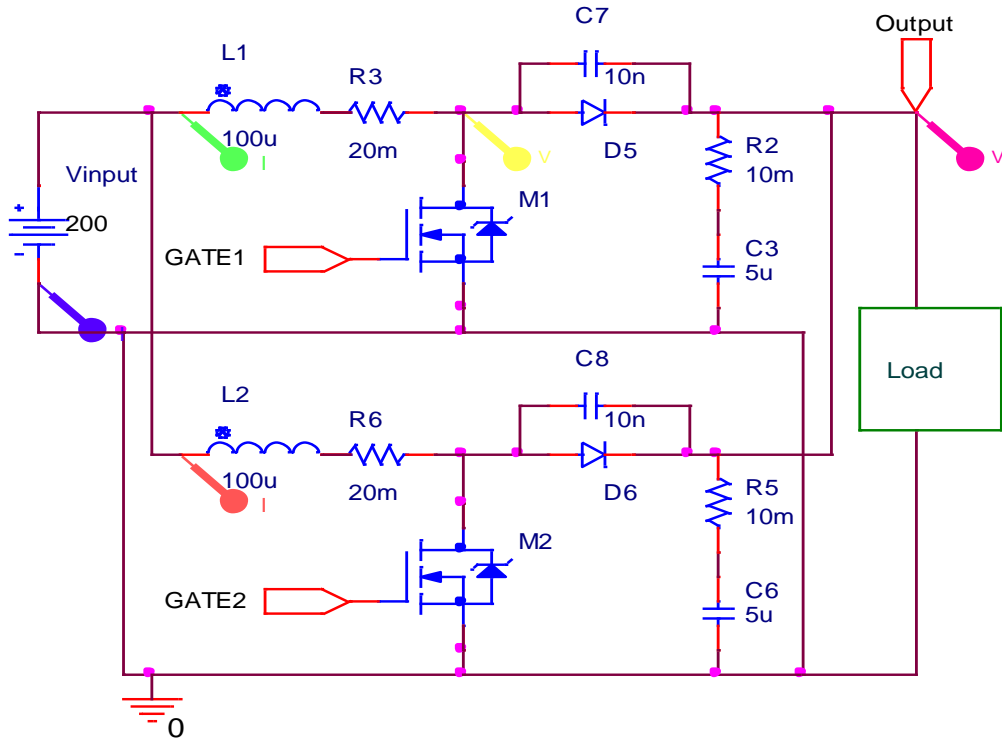 C7
Output
L1
R3
10n
100u
20m
D5
R2
10m
I
V
V
Vinput
+
200
-
M1
GATE1
C3
5u
C8
Load
L2
R6
10n
100u
20m
D6
R5
10m
I
M2
GATE2
C6
5u
0